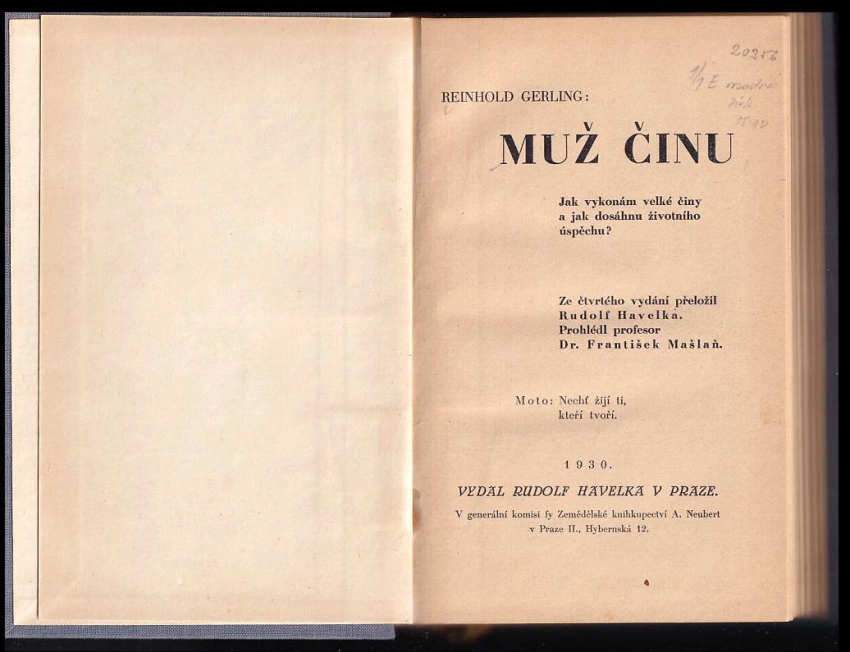 20356
REINHOLD GERLING:
MUŽ ČINU
Jak vykonám velké činy
a jak dosáhnu životního
úspěchu?
Ze čtvrtého vydání přeložil
Rudolf Havelka.
Prohlédl profesor
Dr. František Mašlaň.
Moto: Nechť žijí ti,
kteří tvoří.
1930.
VYDAL RUDOLF HAVELKA V PRAZE.
V generální komisi fy Zemědělské knihkupectví A. Neubert
v Praze II., Hybernská 12.